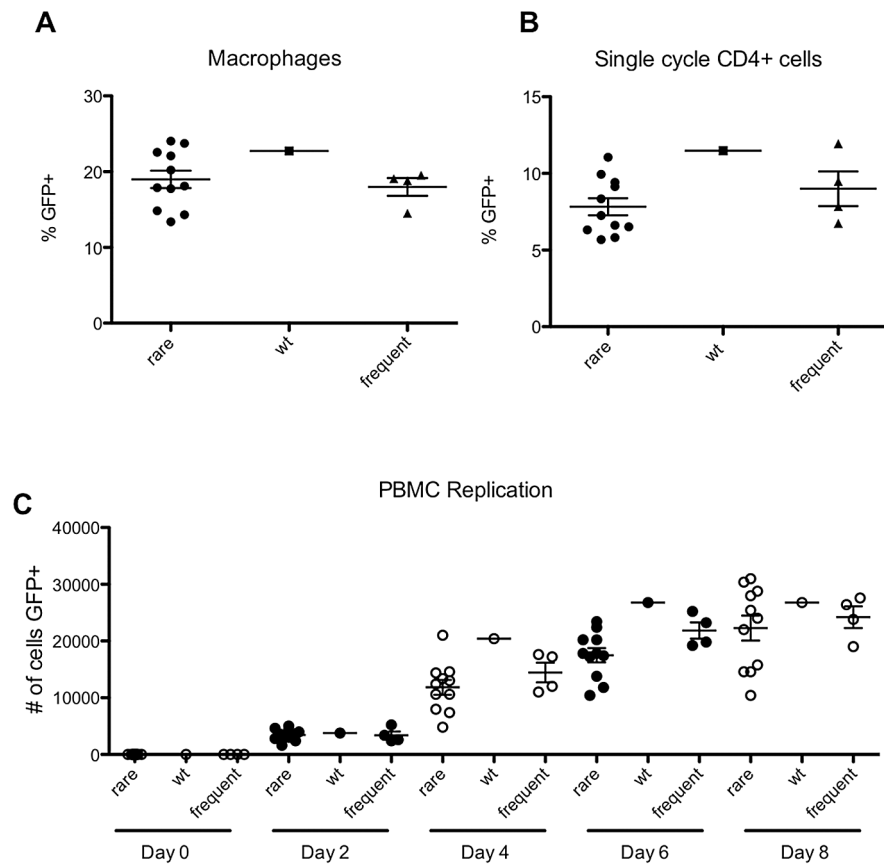 A
Macrophages
30
20
10
0
% GFP+
rare
wt
frequent
B
Single cycle CD4+ cells
15
10
5
0
% GFP+
rare
wt
frequent
C
PBMC Replication
40000
30000
20000
10000
0
# of cells GFP+
rare
wt
frequent
rare
wt
frequent
rare
wt
frequent
rare
wt
frequent
rare
wt
frequent
Day 0
Day 2
Day 4
Day 6
Day 8